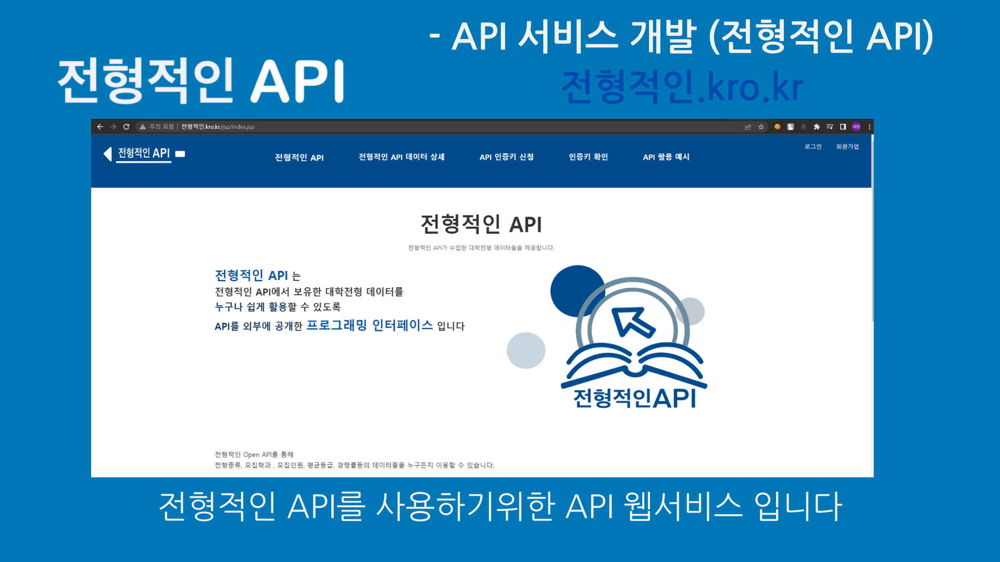 - API 서비스 개발 (전형적인 API)
전형적인 API
전형적인.kro.kr
주의 요함 | 전형적인.kro.kr/jsp/index.jsp
대현
로그인 회원가입
전형적인 API
전형적인 API 전형적인 API 데이터 상세 API 인증키 신청 인증키 확인 API 활용 예시
전형적인 API
전형적인 API가 수집한 대학전형 데이터들을 제공합니다.
전형적인 API 는
전형적인 API에서 보유한 대학전형 데이터를
누구나 쉽게 활용할 수 있도록
API를 외부에 공개한 프로그래밍 인터페이스 입니다
전형적인API
전형적인 Open API를 통해
전형종류, 모집학과 , 모집인원, 평균등급, 경쟁률등의 데이터들을 누구든지 이용할 수 있습니다.
전형적인 API를 사용하기위한 API 웹서비스 입니다